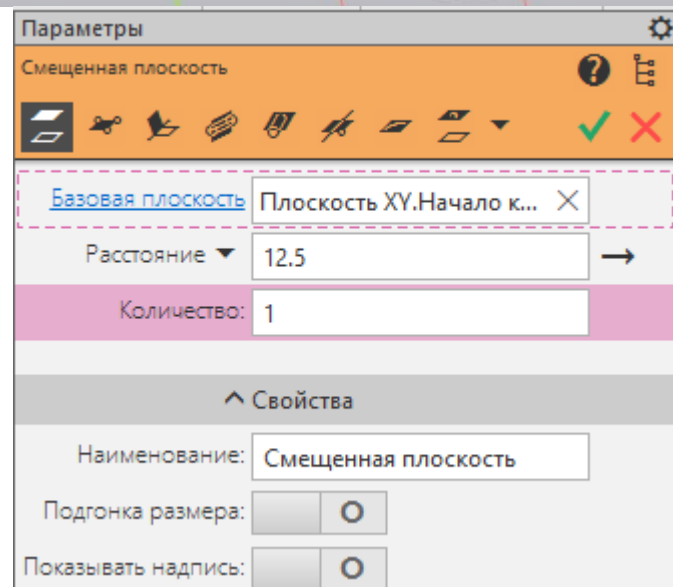 Параметры
Смещенная плоскость
Базовая плоскость Плоскость XY.Начало к...
Расстояние 12.5
Количество: 1
Свойства
Наименование: Смещенная плоскость
Подгонка размера:
Показывать надпись: